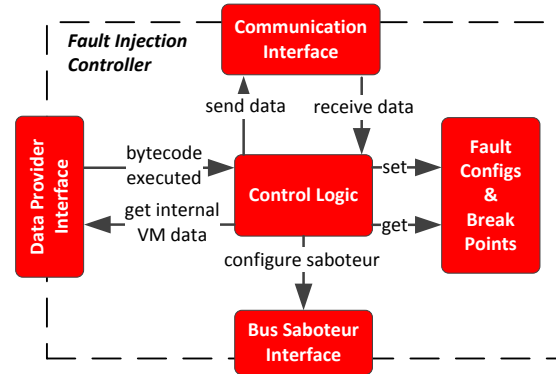 Fault Injection
Controller
Communication
Interface
send data
receive data
Data Provider
Interface
bytecode
executed
get internal
VM data
Control Logic
set
get
Fault
Configs
&
Break
Points
configure saboteur
Bus Saboteur
Interface